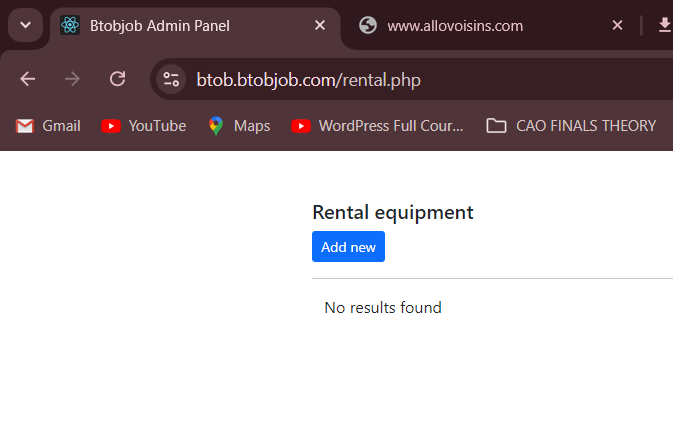 Btobjob Admin Panel
www.allovoisins.com
btob.btobjob.com/rental.php
Gmail
YouTube
Maps
WordPress Full Cour...
CAO FINALS THEORY
Rental equipment
Add new
No results found